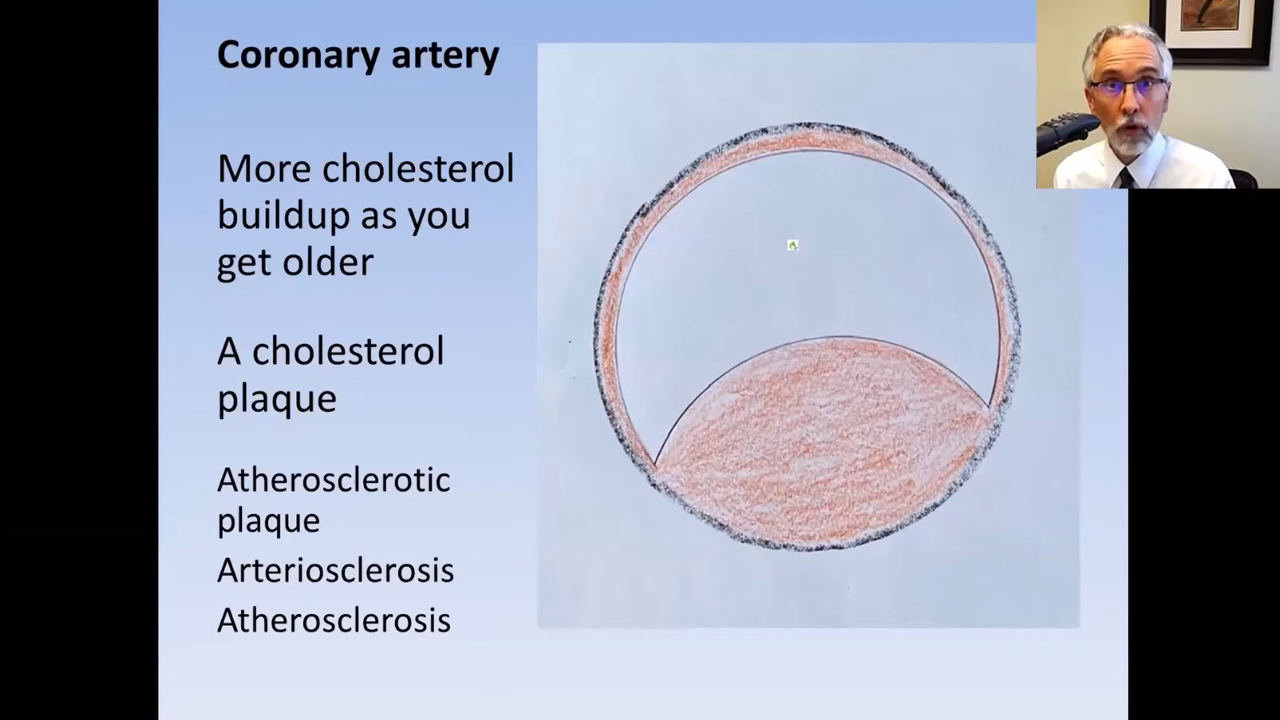 Coronary artery
More cholesterol
buildup as you
get older
A cholesterol
plaque
Atherosclerotic
plaque
Arteriosclerosis
Atherosclerosis